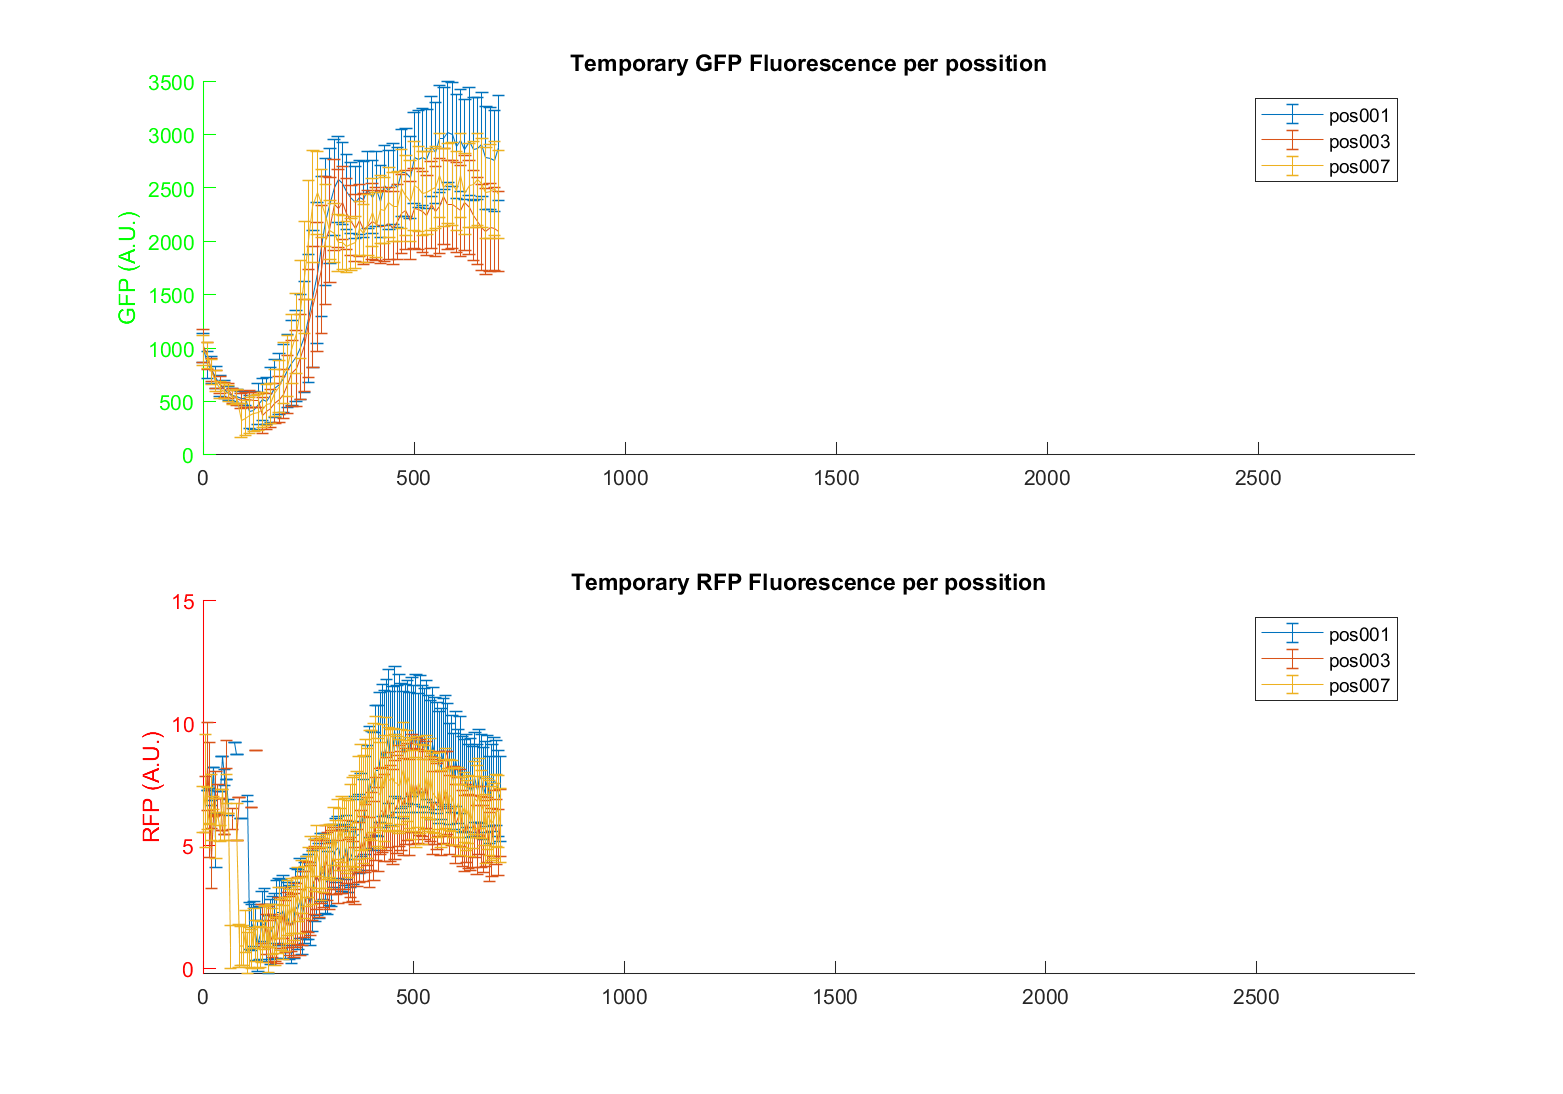 Temporary GFP Fluorescence per possition
GFP (A.U.)
3500
3000
2500
2000
1500
1000
500
0
0 500 1000 1500 2000 2500
pos001
pos003
pos007
Temporary RFP Fluorescence per possition
RFP (A.U.)
15
10
5
0
0 500 1000 1500 2000 2500
pos001
pos003
pos007